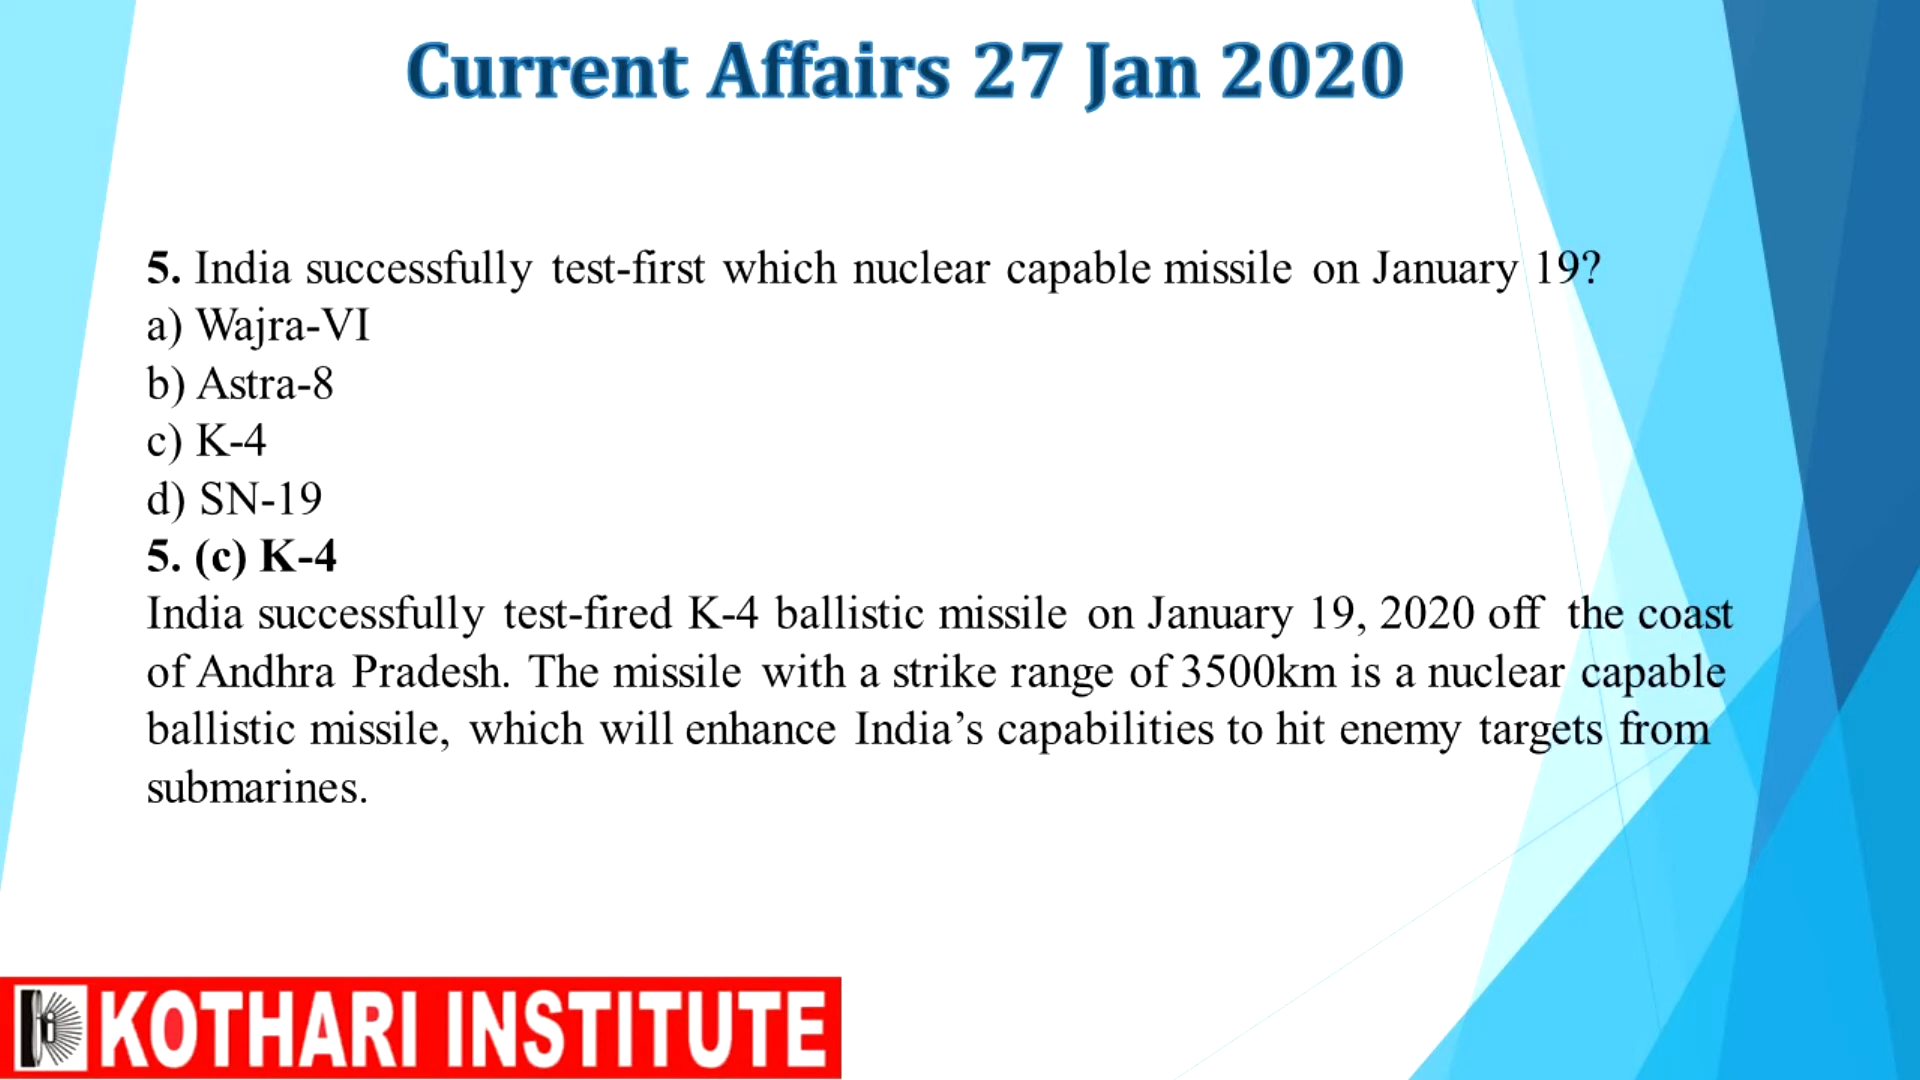 Current Affairs 27 Jan 2020
5. India successfully test-first which nuclear capable missile on January 19?
a) Wajra-VI
b) Astra-8
c) K-4
d) SN-19
5. (c) K-4
India successfully test-fired K-4 ballistic missile on January 19, 2020 off the coast
of Andhra Pradesh. The missile with a strike range of 3500km is a nuclear capable
ballistic missile, which will enhance India’s capabilities to hit enemy targets from
submarines.
KOTHARI INSTITUTE